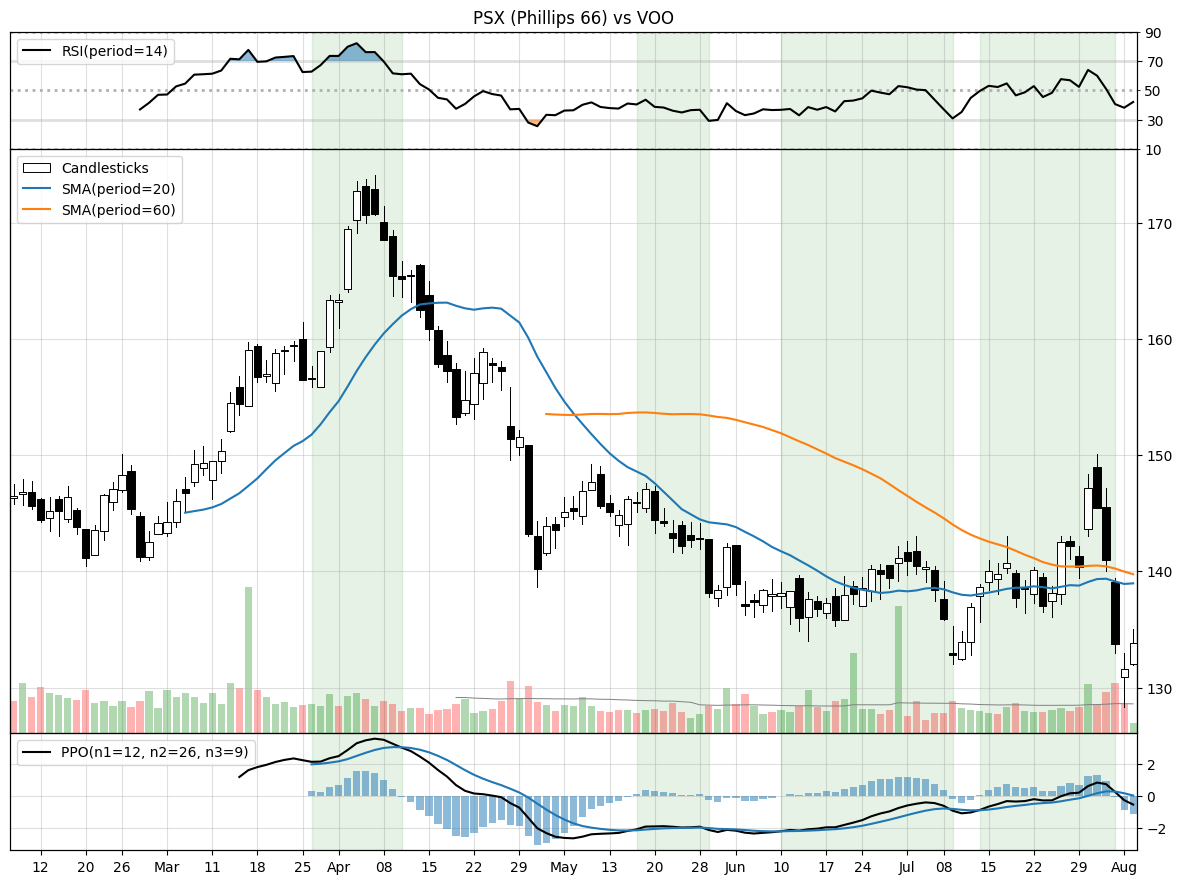 PSX (Phillips 66) vs VOO
RSI(period=14)
90
70
50
30
10
Candlesticks
SMA(period=20)
SMA(period=60)
170
160
150
140
130
PPO(n1=12, n2=26, n3=9)
2
0
−2
12 20 26 Mar 11 18 25 Apr 08 15 22 29 May 13 20 28 Jun 10 17 24 Jul 08 15 22 29 Aug